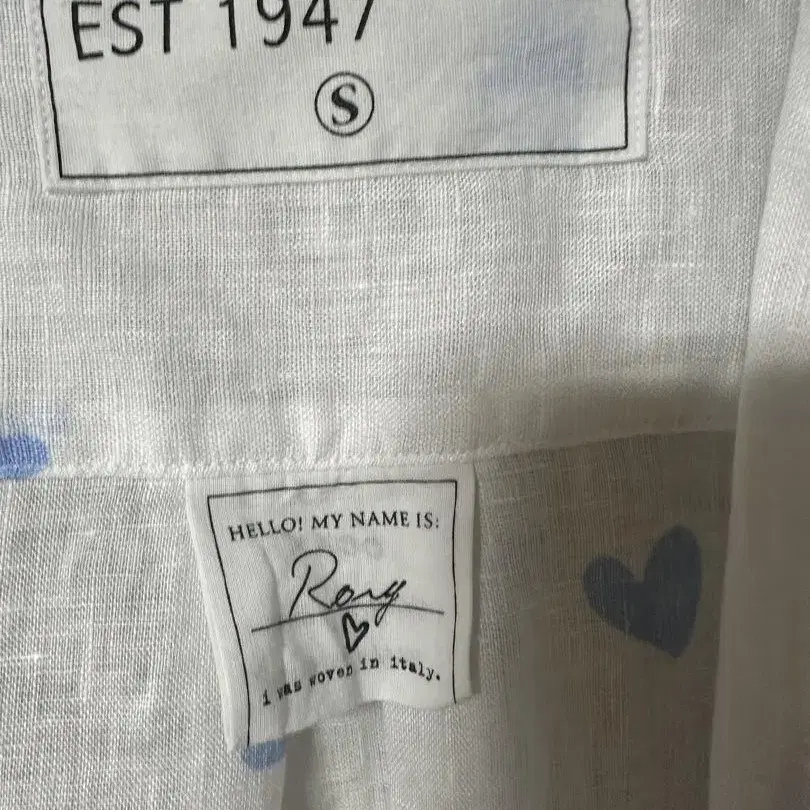 EST 1947
S
HELLO! MY NAME IS:
Rory
i was woven in italy.